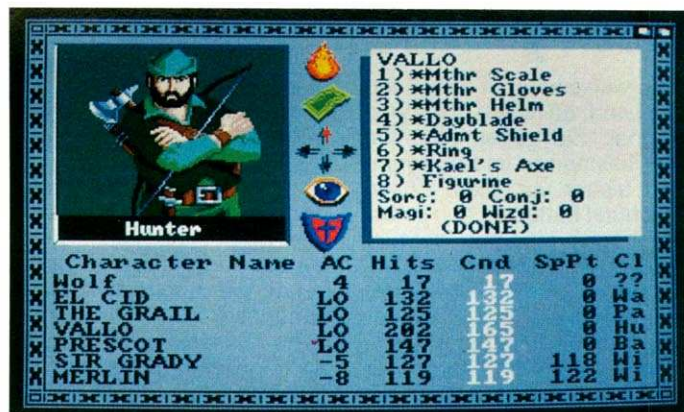 Hunter
VALLO
1) *Mthr Scale
2) *Mthr Gloves
3) *Mthr Helm
4) *Dayblade
5) *Admt Shield
6) *Ring
7) *Kael's Axe
8) Figurine
Sorc: 0 Conj: 0
Magi: 0 Wizd: 0
(DONE)
Character Name AC Hits Cnd SpPt Cl
Wolf 4 17 17 0 ??
EL CID LO 132 132 0 Wa
THE GRAIL LO 125 125 0 Pa
VALLO LO 202 165 0 Hu
PRESCOT LO 147 147 0 Ba
SIR GRADY -5 127 127 118 Wi
MERLIN -8 119 119 122 Wi